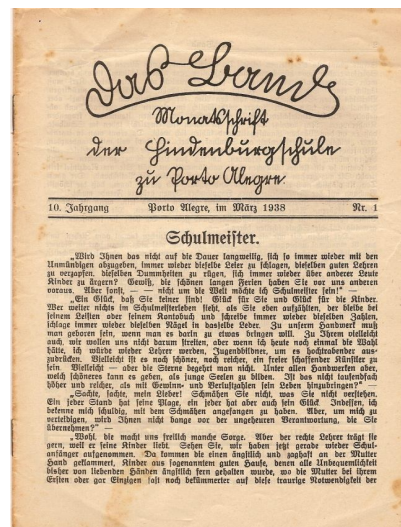 Das Band
Monatsschrift
der Hindenburgschule
zu Porto Alegre
10. Jahrgang Porto Alegre, im März 1938 Nr. 1
Schulmeister.
„Wird Ihnen das nicht auf die Dauer langweilig, sich so immer wieder mit den
Unmündigen abzugeben, immer wieder dieselbe Leier zu schlagen, dieselben guten Lehren
zu verzapfen, dieselben Dummheiten zu rügen, sich immer wieder über anderer Leute
Kinder zu ärgern? Gewiß, die schönen langen Ferien haben Sie vor uns anderen
voraus. Aber sonst, — — nicht um die Welt möchte ich Schulmeister sein!" —
„Ein Glück, daß Sie keiner sind! Glück für Sie und Glück für die Kinder.
Wer weiter nichts im Schulmeisterleben sieht, als Sie eben aufzählten, der bleibe bei
seinem Leisten oder seinem Kontobuch und schreibe immer wieder dieselben Zahlen,
schlage immer wieder dieselben Nägel in dasselbe Leder. Zu unserm Handwerk muß
man geboren sein, wenn man es darin zu etwas bringen will. Zu Ihrem vielleicht
auch, wir wollen uns nicht darum streiten, aber wenn ich heute noch einmal die Wahl
hätte, ich würde wieder Lehrer werden, Jugendbildner, um es hochtrabender aus-
zudrücken. Vielleicht ist es noch schöner, noch reicher, ein freier schaffender Künstler zu
sein. Vielleicht — aber die Sterne begehrt man nicht. Unter allen Handwerken aber,
welch schöneres kann es geben, als junge Seelen zu bilden. Ist das nicht tausendfach
höher und reicher, als mit Gewinn- und Verlustzahlen sein Leben hinzubringen?" —
„Sachte, sachte, mein Lieber! Schmähen Sie nicht, was Sie nicht verstehen.
Ein jeder Stand hat seine Plage, ein jeder hat aber auch sein Glück. Indessen, ich
bekenne mich schuldig, mit dem Schmähen angefangen zu haben. Aber, um mich zu
verteidigen, wird Ihnen nicht bange vor der ungeheuren Verantwortung, die Sie
übernehmen?" —
„Wohl, die macht uns freilich manche Sorge. Aber der rechte Lehrer trägt sie
gern, weil er seine Kinder liebt. Sehen Sie, wir haben jetzt gerade wieder Schul-
anfänger aufgenommen. Da kommen die einen ängstlich und zaghaft an der Mutter
Hand geklammert, Kinder aus sogenannten guten Hause, denen alle Unbequemlichkeit
bisher von liebenden Händen ängstlich fern gehalten wurde, wo die Mutter bei ihrem
Ersten oder gar Einzigen fast noch bekümmerter auf diese traurige Notwendigkeit der